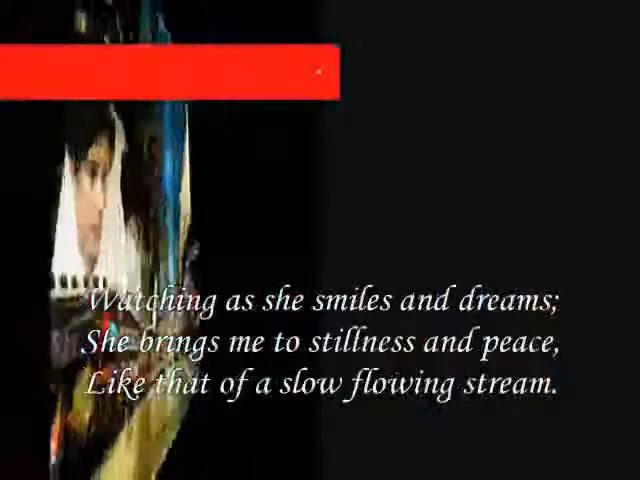 Watching as she smiles and dreams;
She brings me to stillness and peace,
Like that of a slow flowing stream.